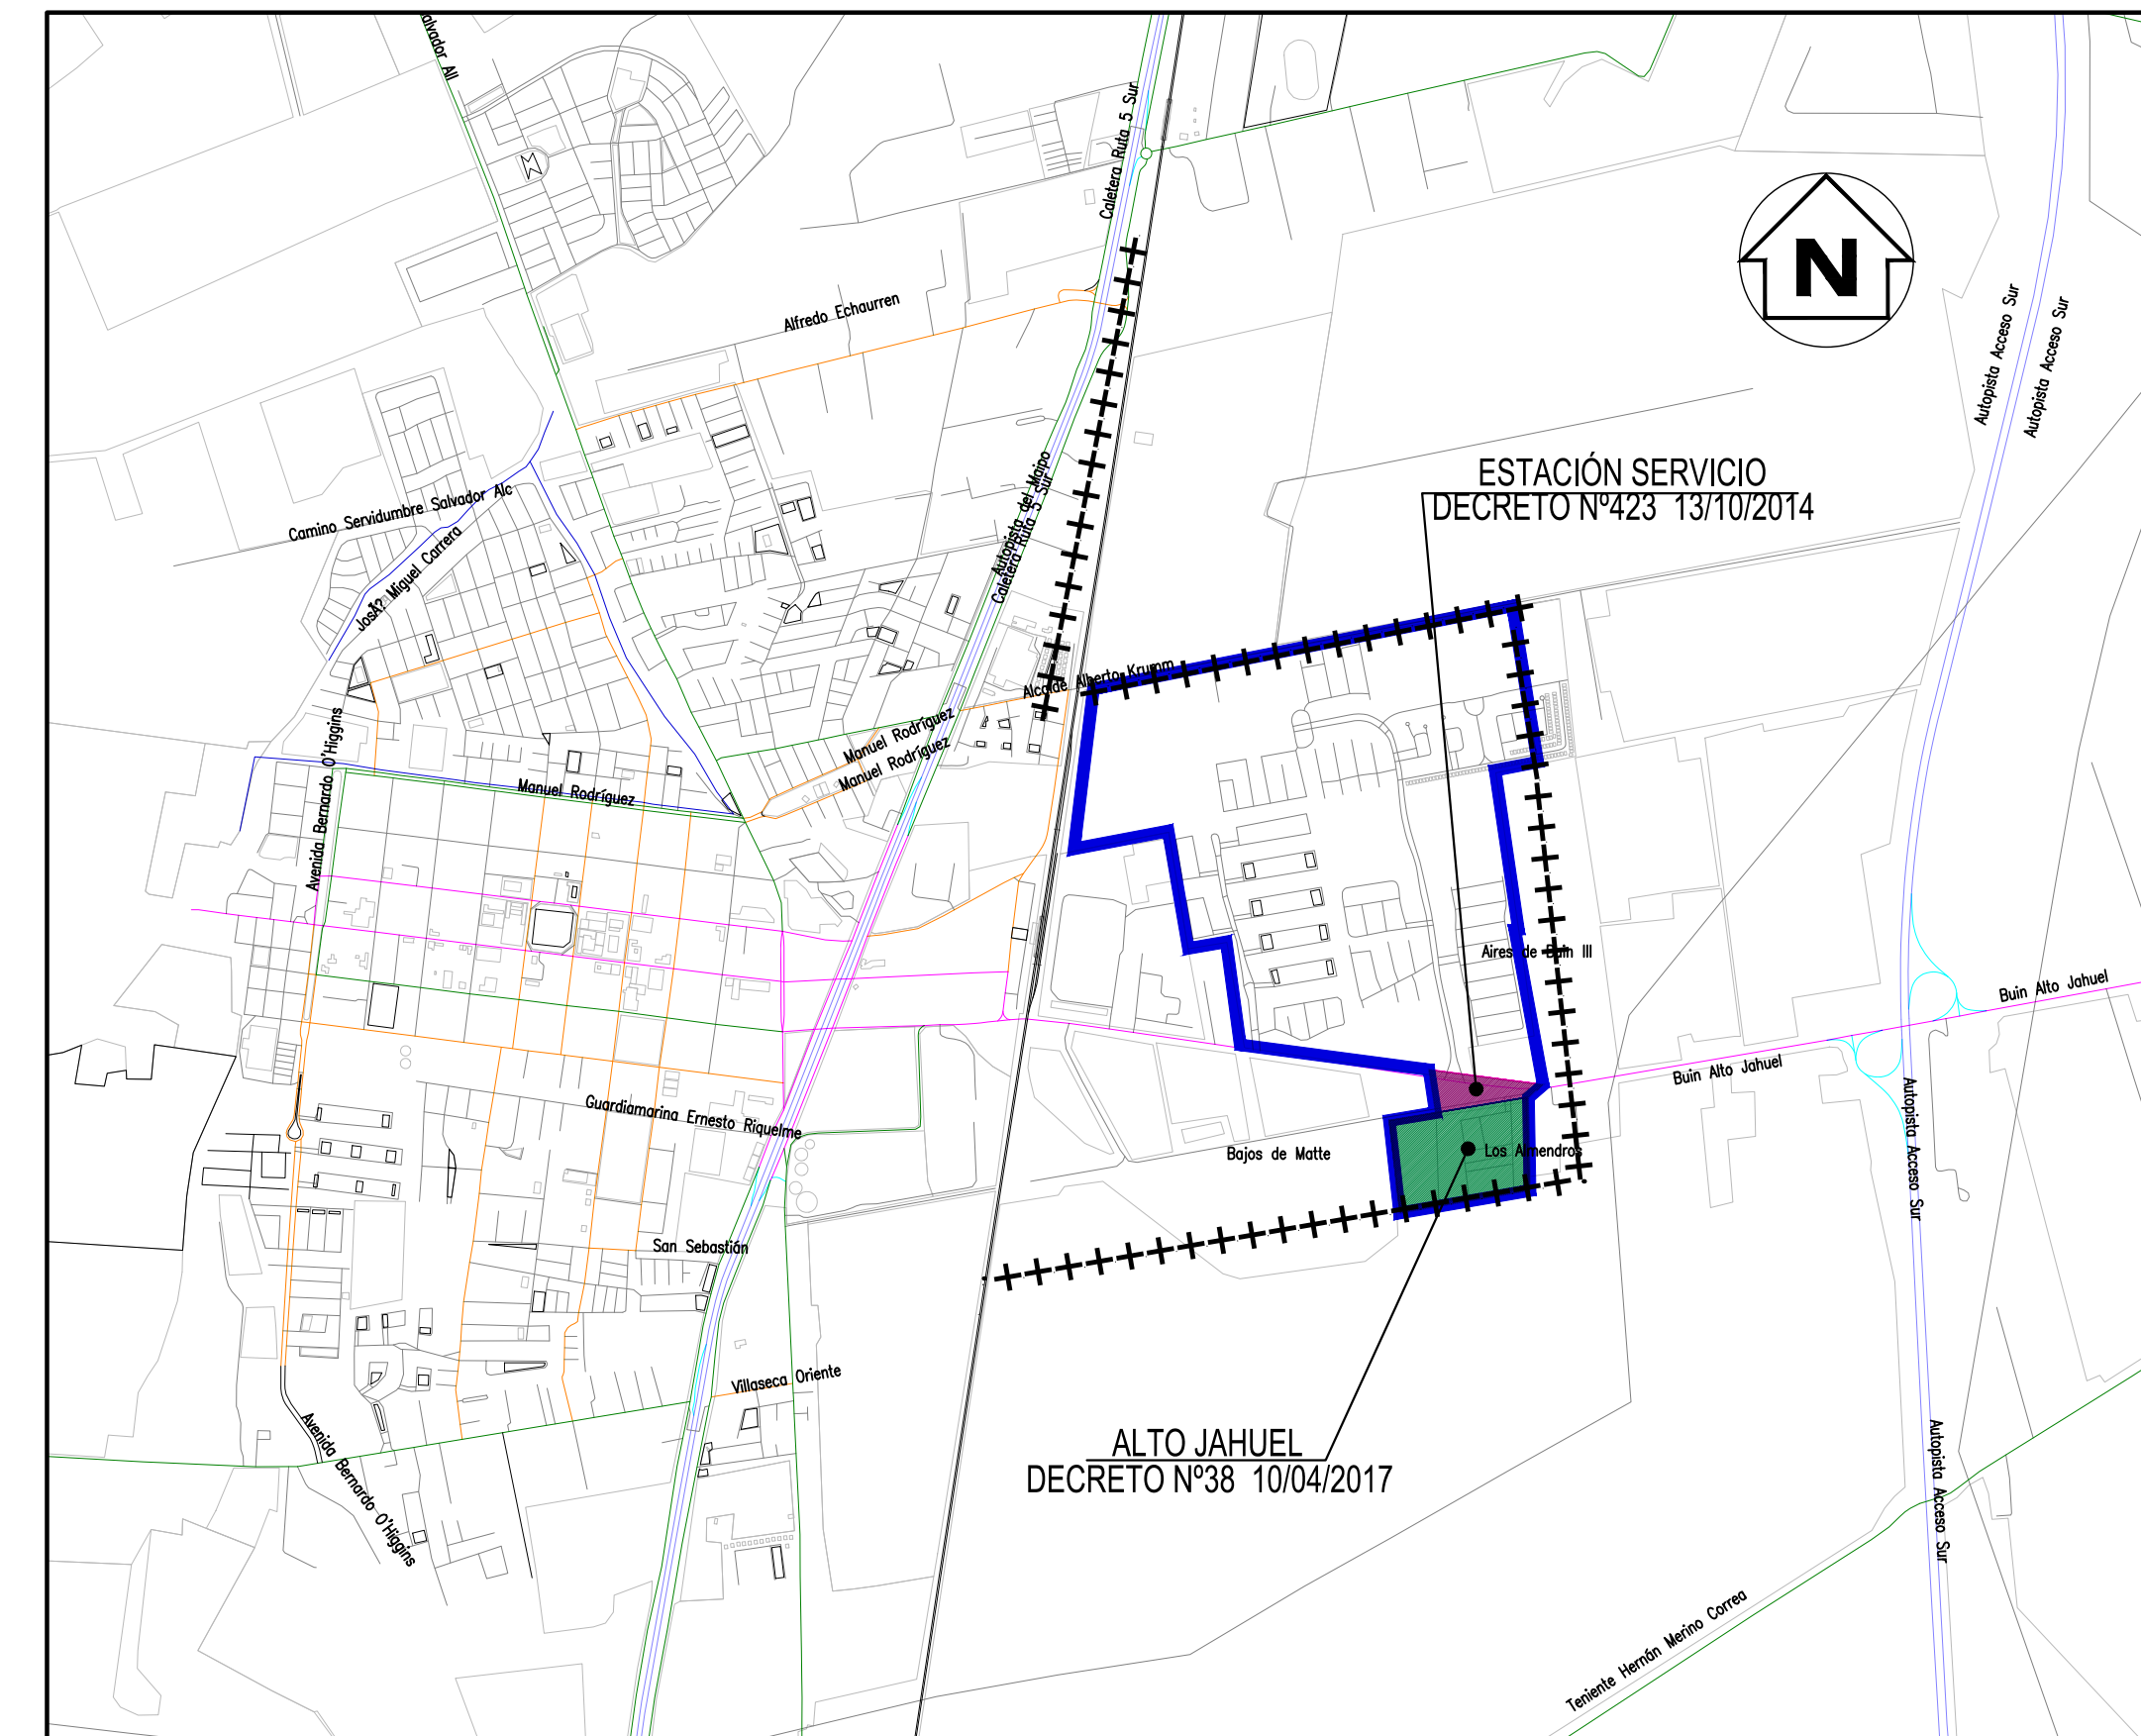 alvador All
Caletera Ruta 5 Sur
N
Alfredo Echaurren
Autopista Acceso Sur
Autopista Acceso Sur
ESTACIÓN SERVICIO
DECRETO Nº423 13/10/2014
Camino Servidumbre Salvador Alc
JosÃ? Miguel Carrera
Autopista del Maipo
Caletera Ruta 5 Sur
Alcalde Alberto Krumm
Avenida Bernardo O'Higgins
Manuel Rodríguez
Manuel Rodríguez
Manuel Rodríguez
Aires de Buin III
Buin Alto Jahuel
Buin Alto Jahuel
Guardiamarina Ernesto Riquelme
Bajos de Matte
Los Almendros
Autopista Acceso Sur
San Sebastián
Villaseca Oriente
Avenida Bernardo O'Higgins
ALTO JAHUEL
DECRETO Nº38 10/04/2017
Autopista Acceso Sur
Teniente Hernán Merino Correa